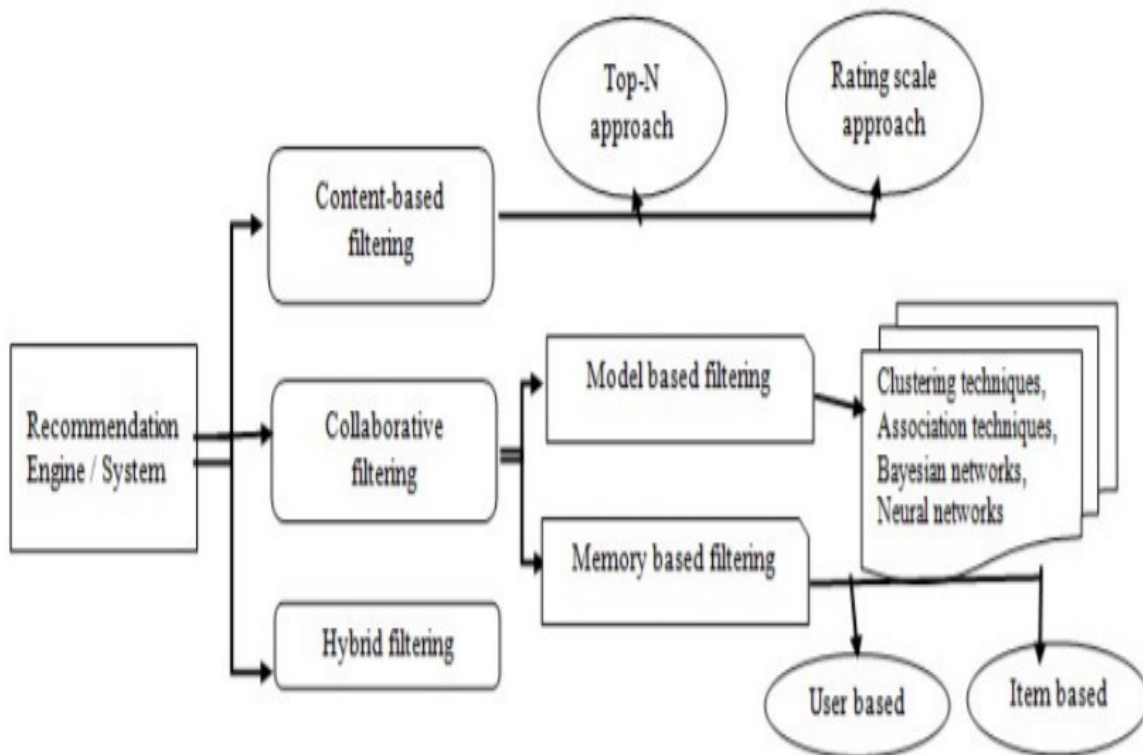 Top-N
approach
Rating scale
approach
Content-based
filtering
Recommendation
Engine / System
Collaborative
filtering
Model based filtering
Clustering techniques,
Association techniques,
Bayesian networks,
Neural networks
Memory based filtering
Hybrid filtering
User based
Item based